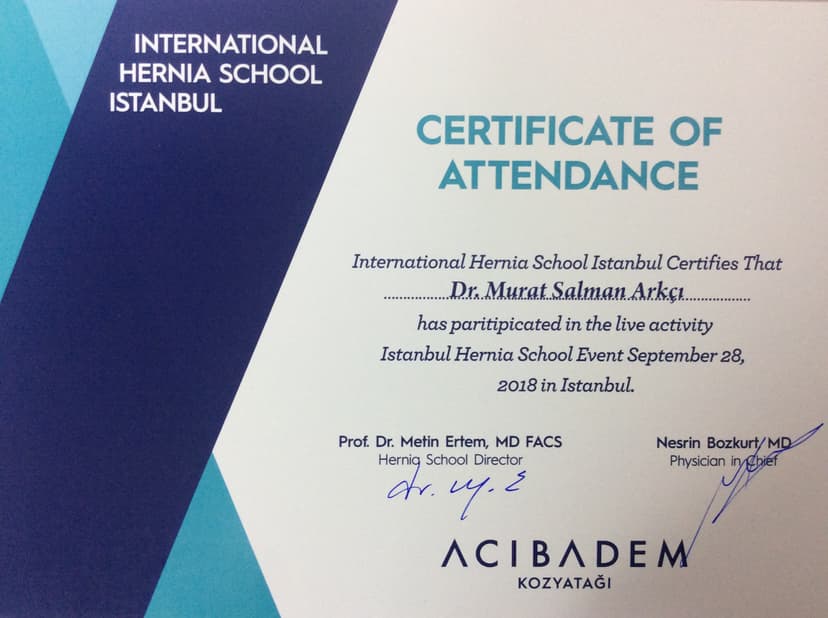 INTERNATIONAL
HERNIA SCHOOL
ISTANBUL
CERTIFICATE OF
ATTENDANCE
International Hernia School Istanbul Certifies That
Dr. Murat Salman Arkçı
has paritipicated in the live activity
Istanbul Hernia School Event September 28,
2018 in Istanbul.
Prof. Dr. Metin Ertem, MD FACS
Hernia School Director
Nesrin Bozkurt, MD
Physician in Chief
Dr. M. E
ACIBADEM
KOZYATAĞI